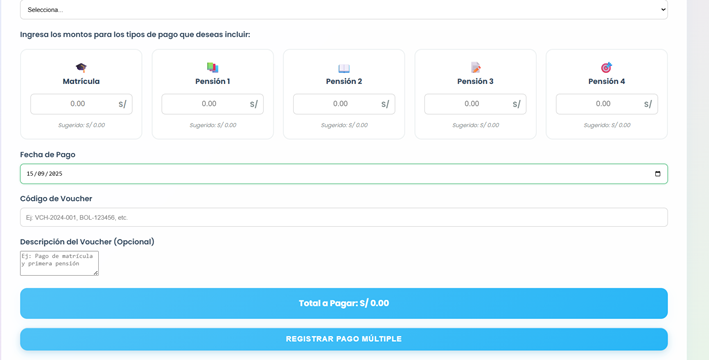 Selecciona...
Ingresa los montos para los tipos de pago que deseas incluir:
Matrícula
Pensión 1
Pensión 2
Pensión 3
Pensión 4
0.00 S/
0.00 S/
0.00 S/
0.00 S/
0.00 S/
Sugerido: S/ 0.00
Sugerido: S/ 0.00
Sugerido: S/ 0.00
Sugerido: S/ 0.00
Sugerido: S/ 0.00
Fecha de Pago
15/09/2025
Código de Voucher
Ej: VCH-2024-001, BOL-123456, etc.
Descripción del Voucher (Opcional)
Ej: Pago de matrícula
y primera pensión
Total a Pagar: S/ 0.00
REGISTRAR PAGO MÚLTIPLE